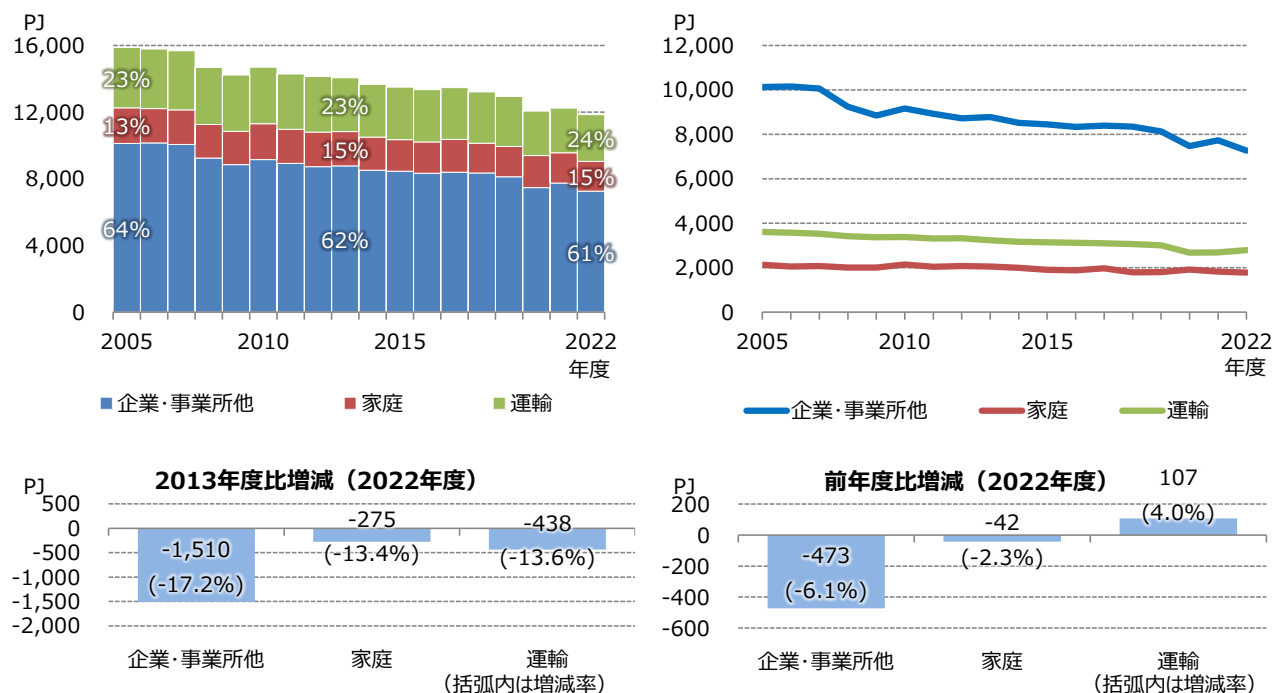 PJ
16,000
12,000
8,000
4,000
0
23%
13%
64%
23%
15%
62%
24%
15%
61%
2005
2010
2015
2022
年度
企業・事業所他
家庭
運輸
PJ
12,000
10,000
8,000
6,000
4,000
2,000
0
2005
2010
2015
2022
年度
企業・事業所他
家庭
運輸
2013年度比増減（2022年度）
PJ
500
0
-500
-1,000
-1,500
-2,000
-1,510
(-17.2%)
-275
(-13.4%)
-438
(-13.6%)
企業・事業所他
家庭
運輸
（括弧内は増減率）
前年度比増減（2022年度）
PJ
200
0
-200
-400
-600
-473
(-6.1%)
-42
(-2.3%)
107
(4.0%)
企業・事業所他
家庭
運輸
（括弧内は増減率）